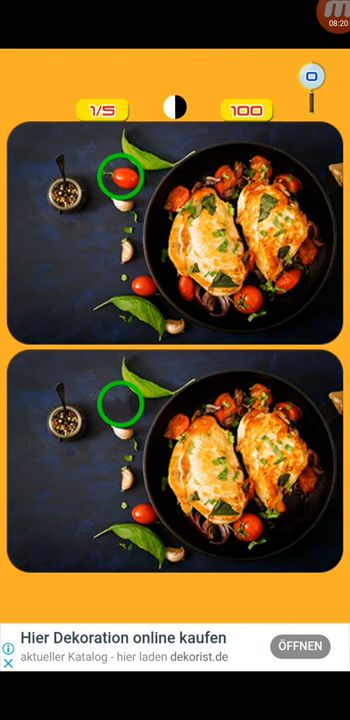 08:20
0
1/5
100
Hier Dekoration online kaufen
aktueller Katalog - hier laden dekorist.de
ÖFFNEN